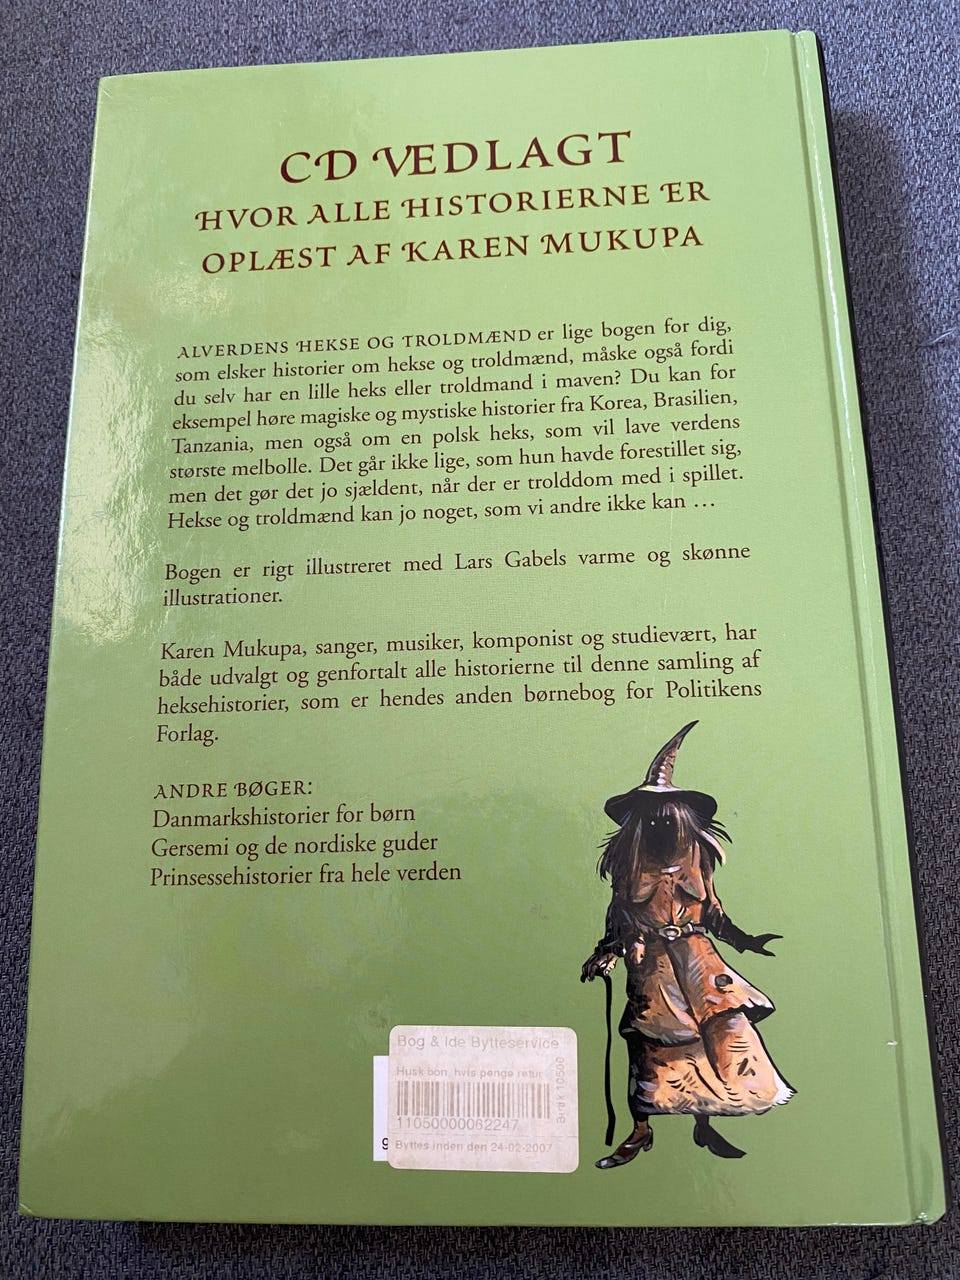 CD VEDLAGT
HVOR ALLE HISTORIERNE ER
OPLÆST AF KAREN MUKUPA
ALVERDENS HEKSE OG TROLDMÆND er lige bogen for dig,
som elsker historier om hekse og troldmænd, måske også fordi
du selv har en lille heks eller troldmand i maven? Du kan for
eksempel høre magiske og mystiske historier fra Korea, Brasilien,
Tanzania, men også om en polsk heks, som vil lave verdens
største melbolle. Det går ikke lige, som hun havde forestillet sig,
men det gør det jo sjældent, når der er trolddom med i spillet.
Hekse og troldmænd kan jo noget, som vi andre ikke kan …
Bogen er rigt illustreret med Lars Gabels varme og skønne
illustrationer.
Karen Mukupa, sanger, musiker, komponist og studievært, har
både udvalgt og genfortalt alle historierne til denne samling af
heksehistorier, som er hendes anden børnebog for Politikens
Forlag.
ANDRE BØGER:
Danmarkshistorier for børn
Gersemi og de nordiske guder
Prinsessehistorier fra hele verden
Bog & Ide Bytteservice
Husk bon, hvis penge retur
11050000062247
9 Byttes inden den 24-02-2007